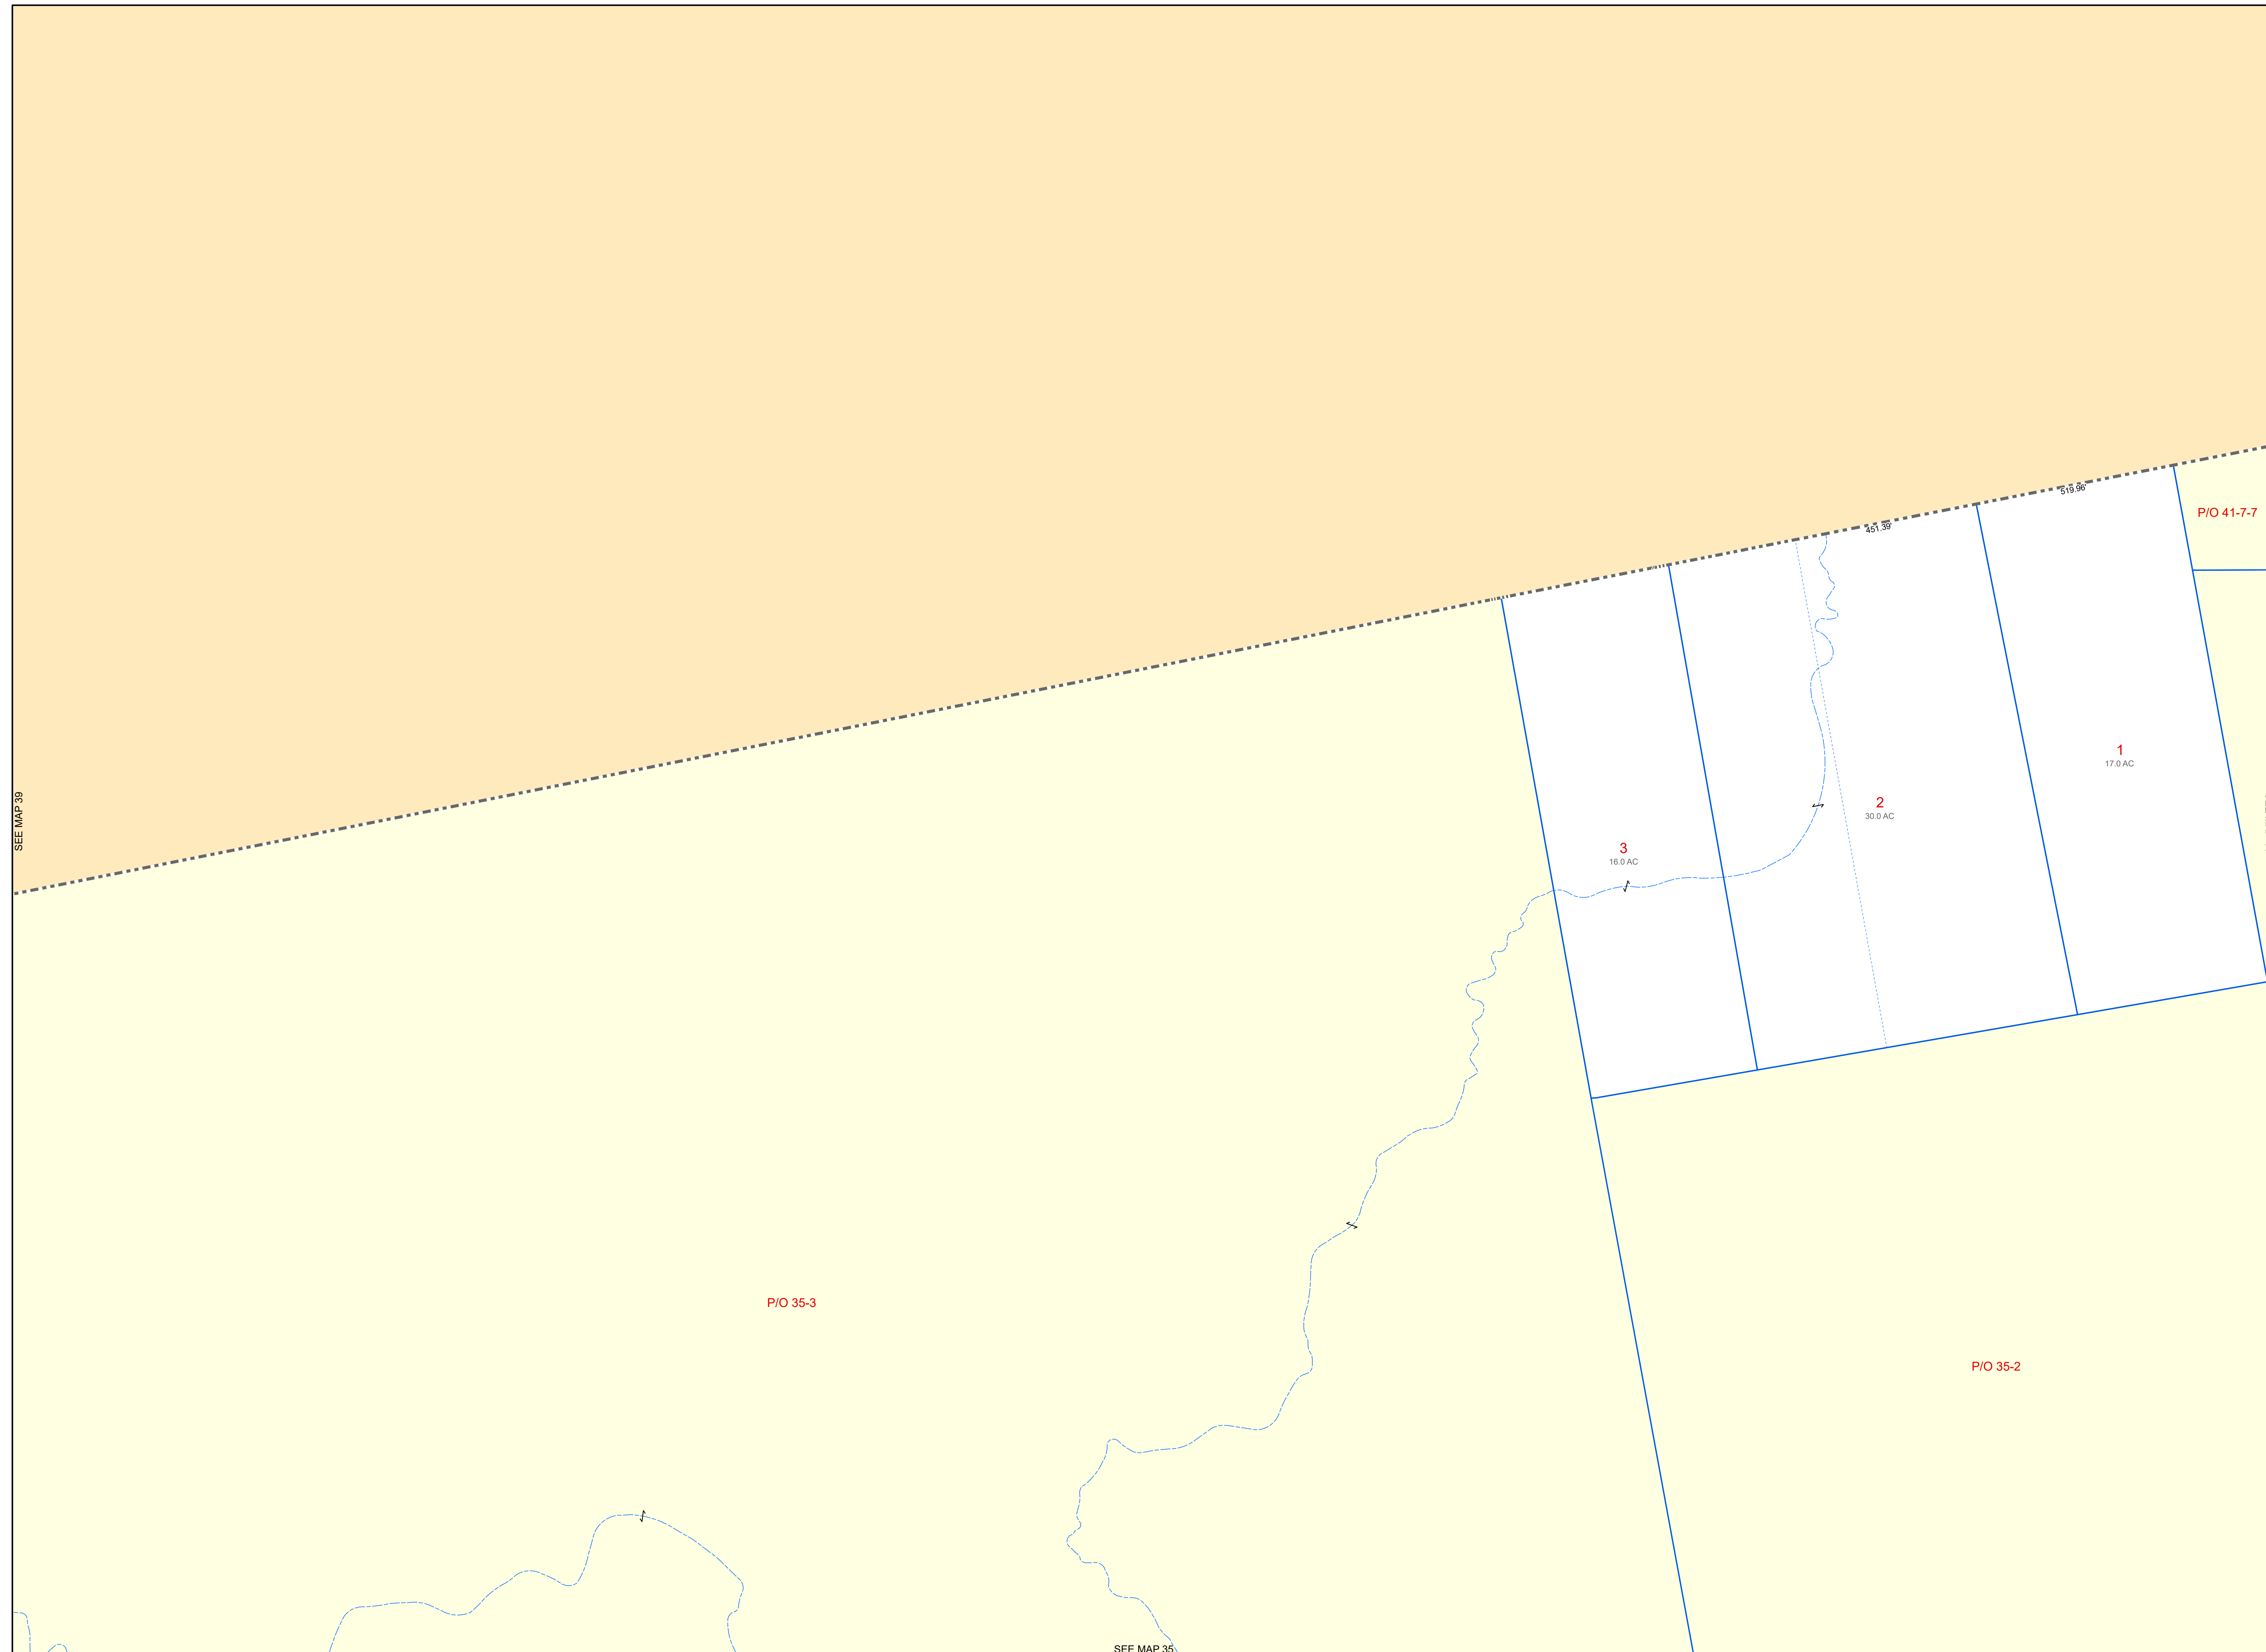 519.96'
P/O 41-7-7
451.39'
1
17.0 AC
SEE MAP 39
2
30.0 AC
3
16.0 AC
P/O 35-3
P/O 35-2
SEE MAP 35